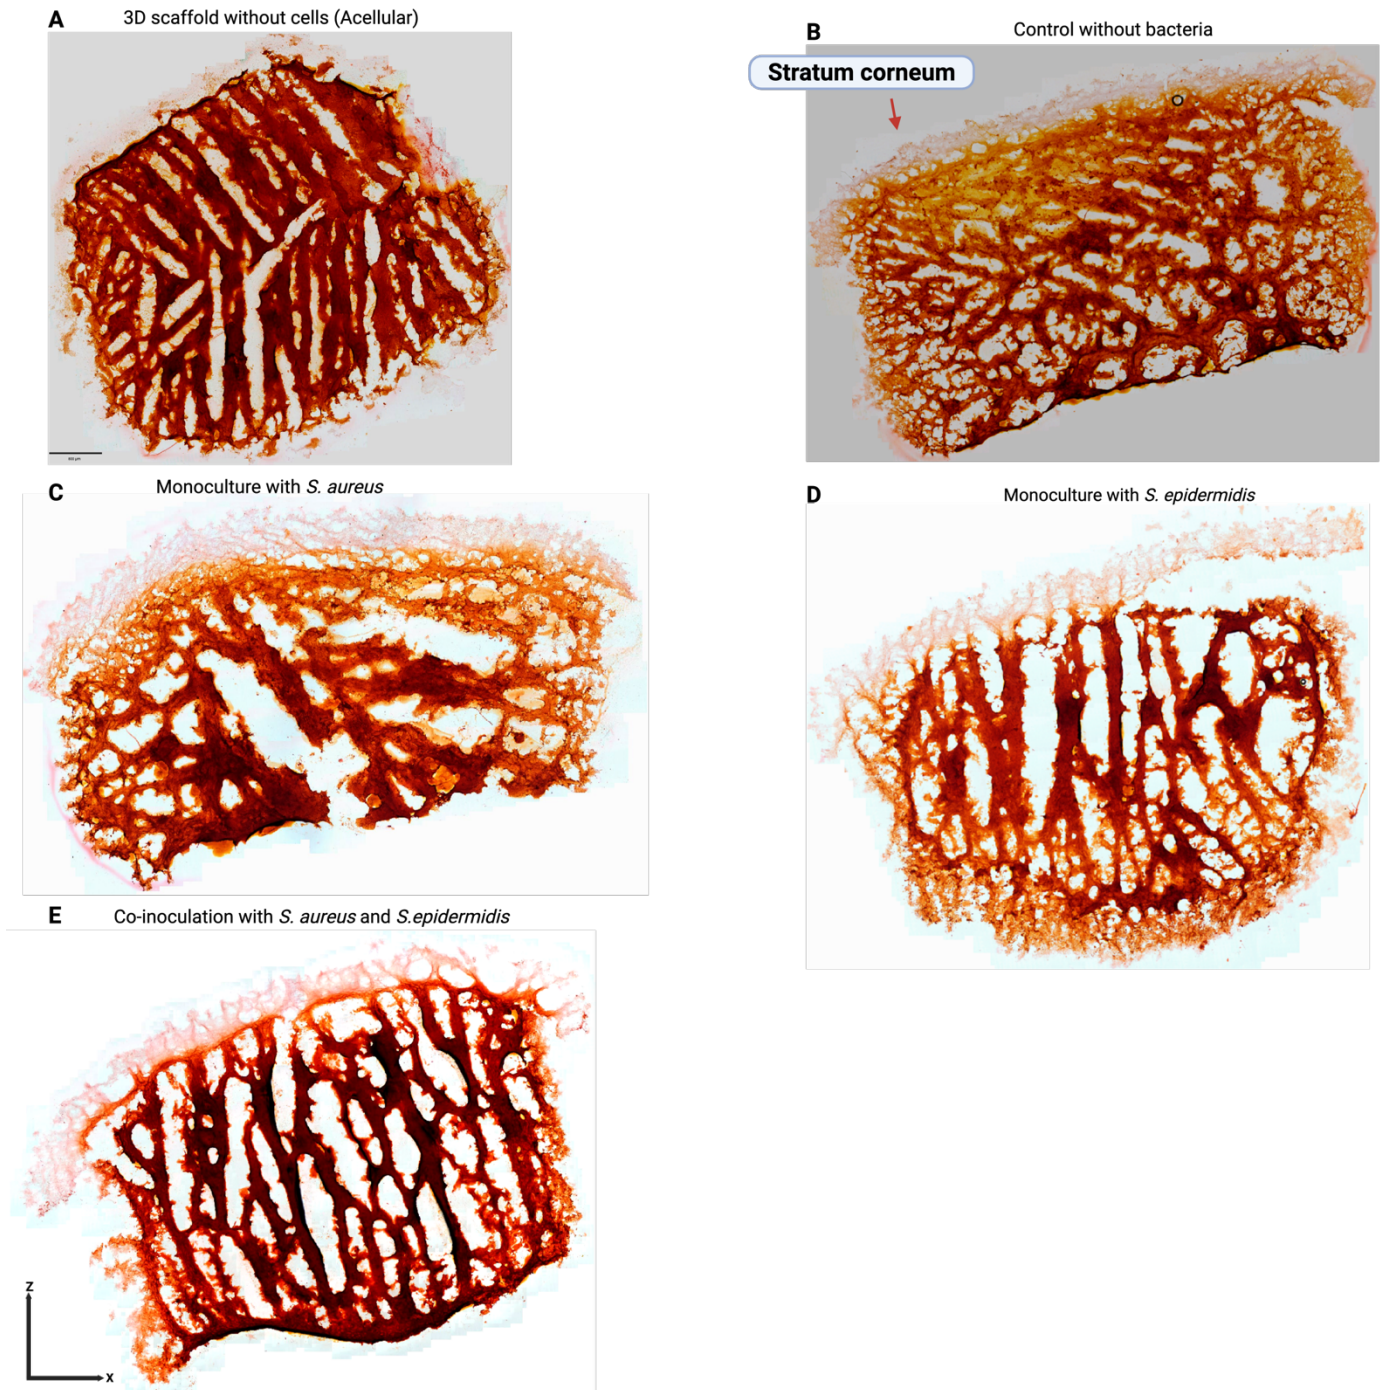 A
3D scaffold without cells (Acellular)
B
Control without bacteria
Stratum corneum
C
Monoculture with S. aureus
D
Monoculture with S. epidermidis
E
Co-inoculation with S. aureus and S.epidermidis
z
x